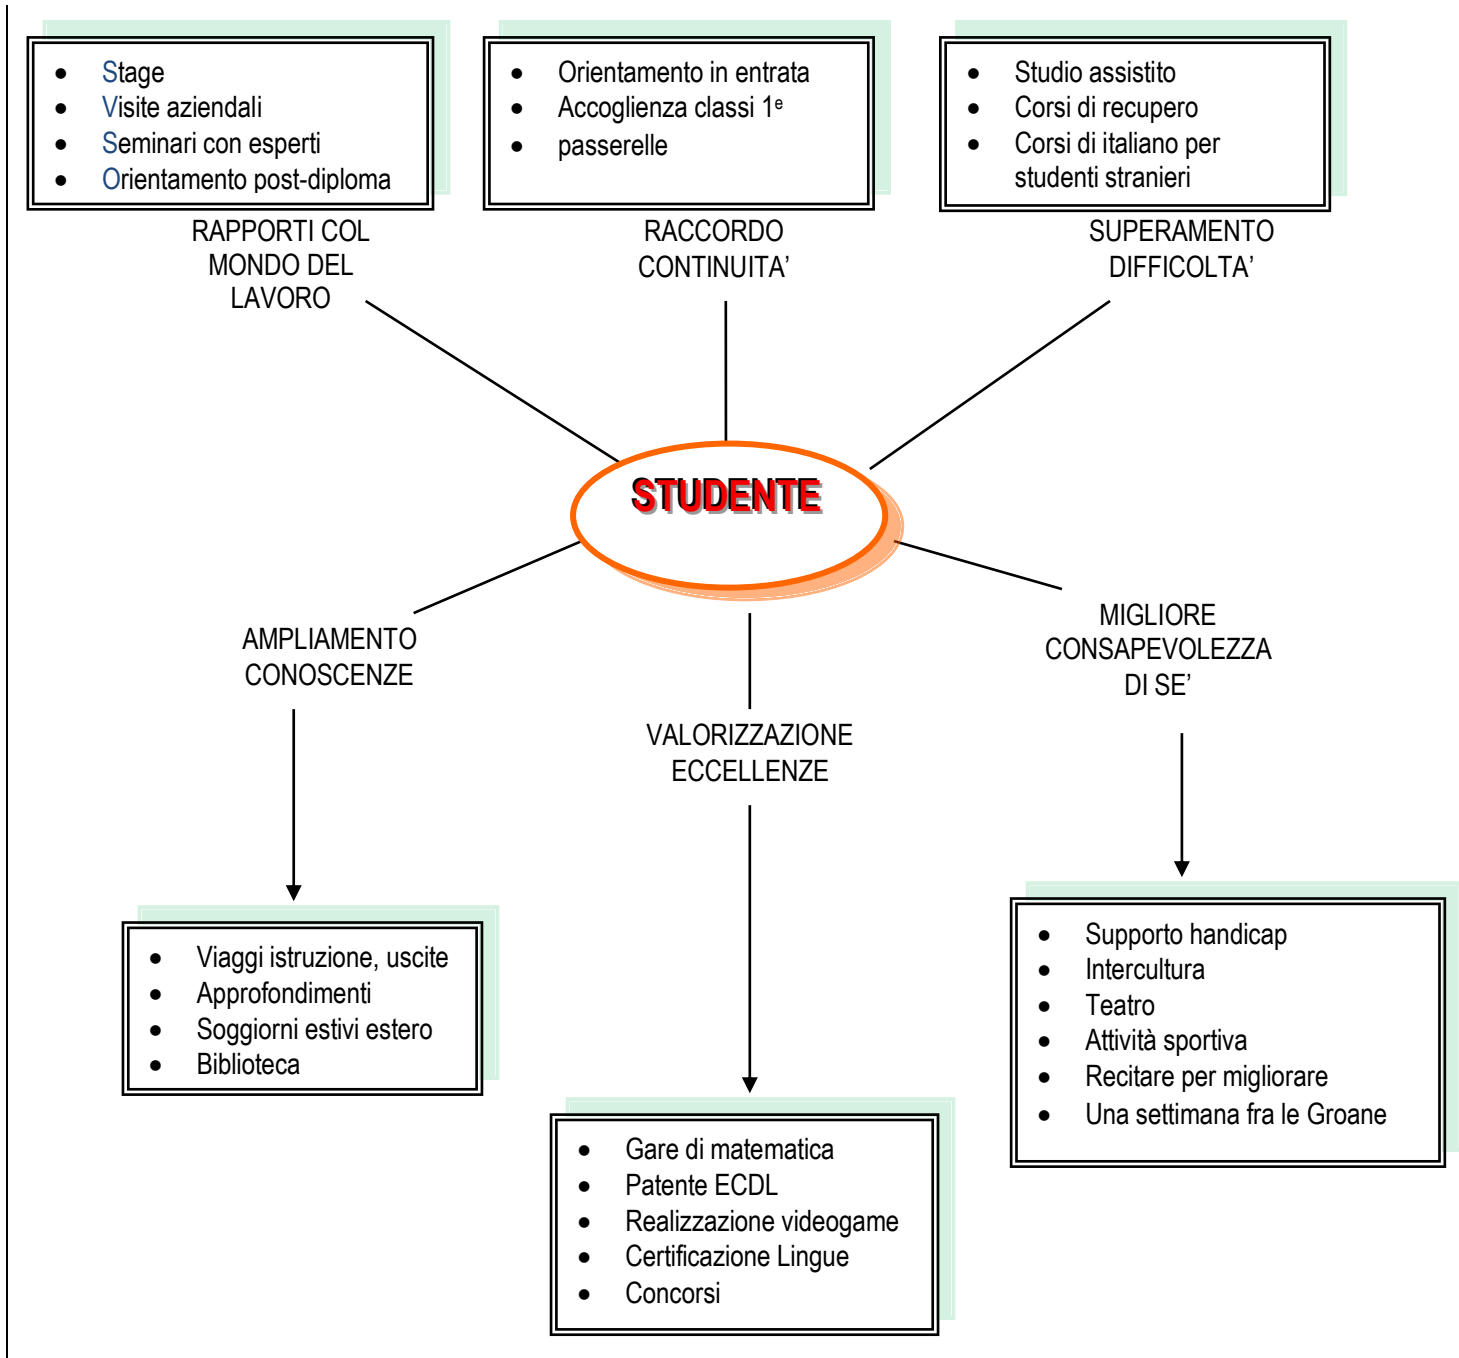 • Stage
• Visite aziendali
• Seminari con esperti
• Orientamento post-diploma
RAPPORTI COL
MONDO DEL
LAVORO
• Orientamento in entrata
• Accoglienza classi 1e
• passerelle
RACCORDO
CONTINUITA’
• Studio assistito
• Corsi di recupero
• Corsi di italiano per
studenti stranieri
SUPERAMENTO
DIFFICOLTA’
STUDENTE
AMPLIAMENTO
CONOSCENZE
• Viaggi istruzione, uscite
• Approfondimenti
• Soggiorni estivi estero
• Biblioteca
VALORIZZAZIONE
ECCELLENZE
• Gare di matematica
• Patente ECDL
• Realizzazione videogame
• Certificazione Lingue
• Concorsi
MIGLIORE
CONSAPEVOLEZZA
DI SE’
• Supporto handicap
• Intercultura
• Teatro
• Attività sportiva
• Recitare per migliorare
• Una settimana fra le Groane